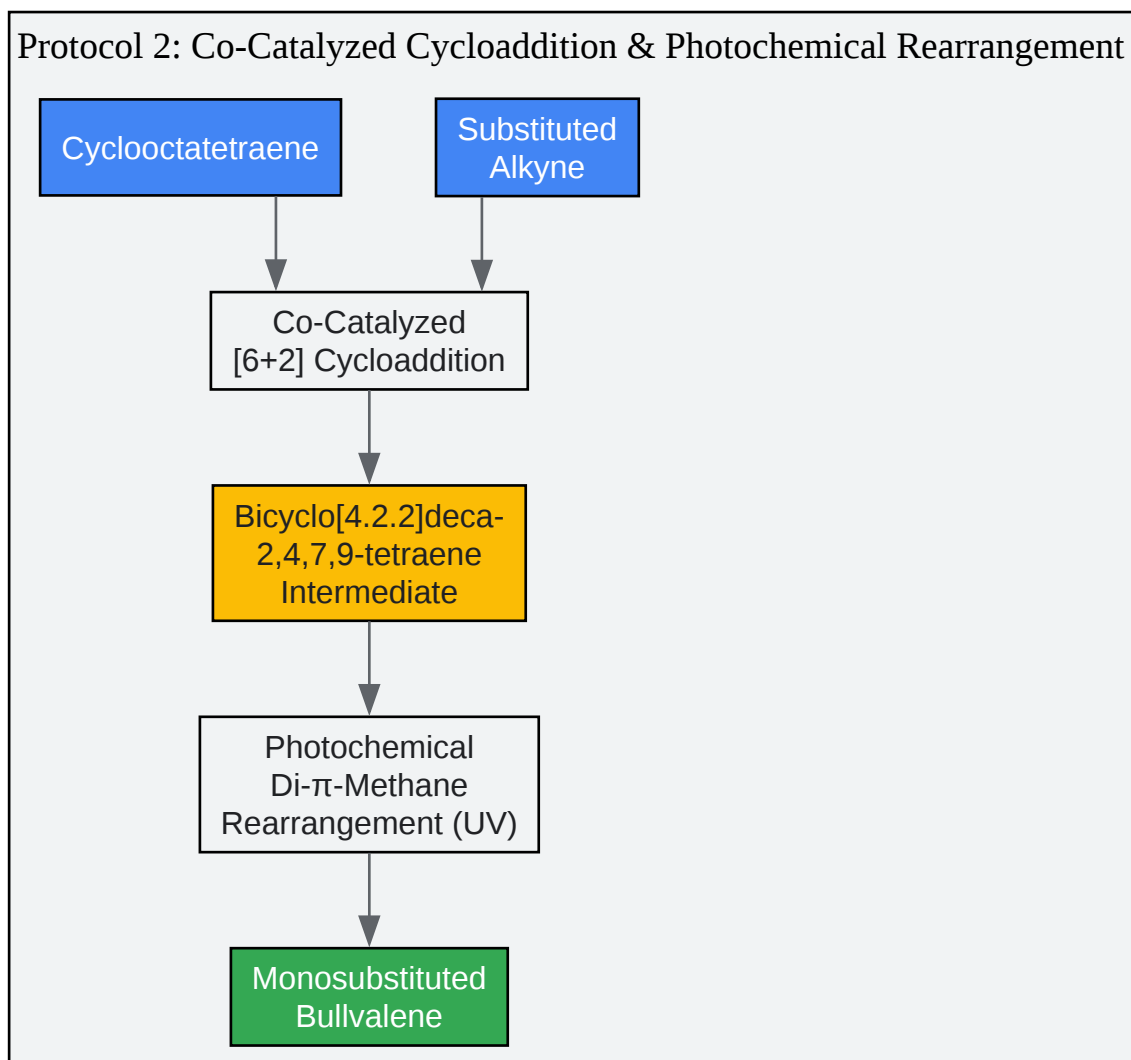 Protocol 2: Co-Catalyzed Cycloaddition & Photochemical Rearrangement
Cyclooctatetraene
Substituted
Alkyne
Co-Catalyzed
[6+2] Cycloaddition
Bicyclo[4.2.2]deca-
2,4,7,9-tetraene
Intermediate
Photochemical
Di-π-Methane
Rearrangement (UV)
Monosubstituted
Bullvalene